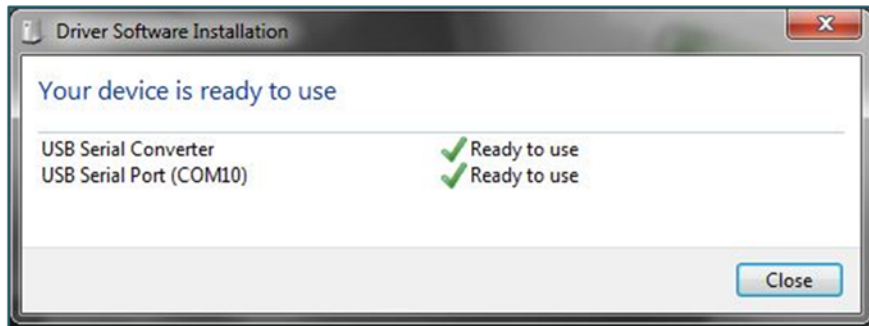 Driver Software Installation
Your device is ready to use
USB Serial Converter Ready to use
USB Serial Port (COM10) Ready to use
Close